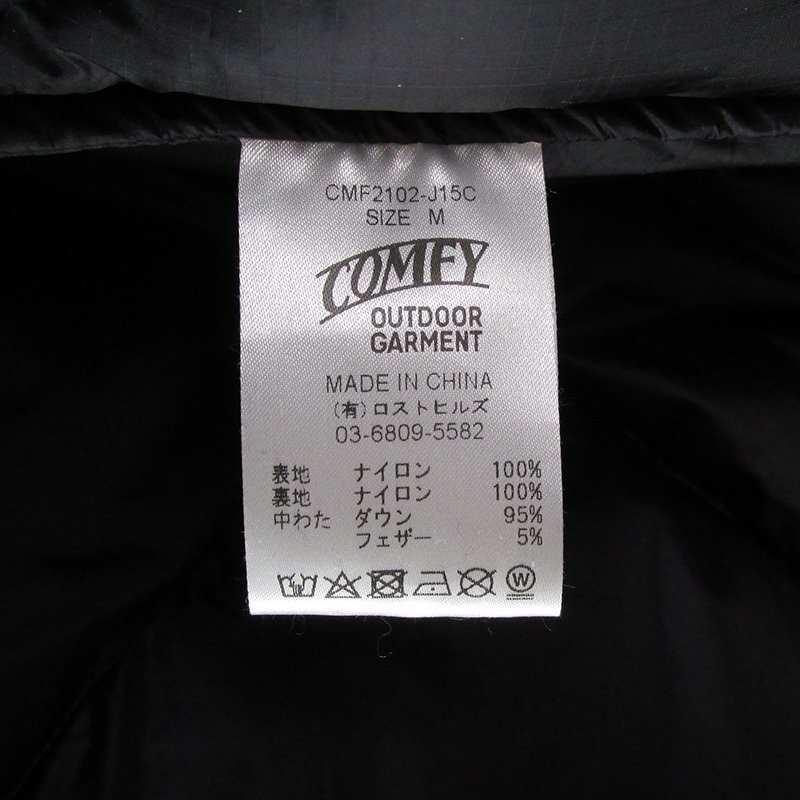 CMF2102-J15C
SIZE M
COMFY
OUTDOOR
GARMENT
MADE IN CHINA
(有)ロストヒルズ
03-6809-5582
表地 ナイロン 100%
裏地 ナイロン 100%
中わた ダウン 95%
フェザー 5%
W